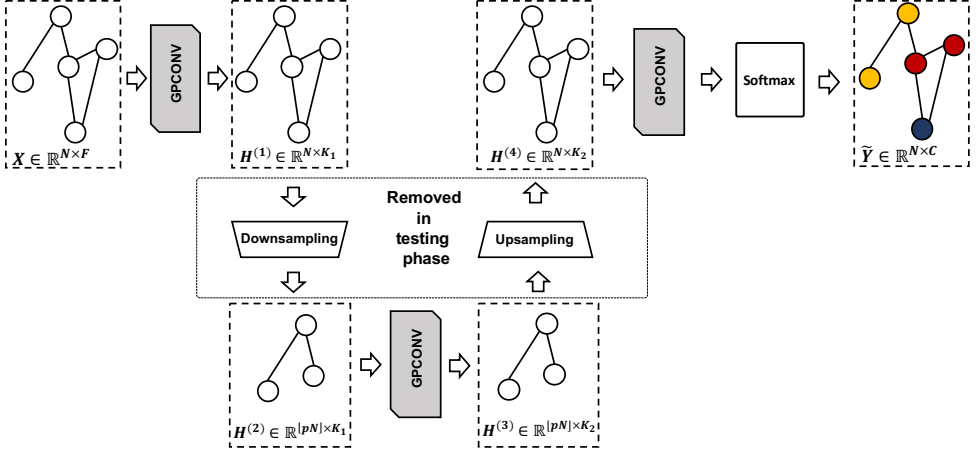 GPCONV
X ∈ ℝ^{N×F}
H^{(1)} ∈ ℝ^{N×K_1}
H^{(4)} ∈ ℝ^{N×K_2}
GPCONV
Softmax
Ỹ ∈ ℝ^{N×C}
Downsampling
Removed
in
testing
phase
Upsampling
GPCONV
H^{(2)} ∈ ℝ^{⌊pN⌋×K_1}
H^{(3)} ∈ ℝ^{⌊pN⌋×K_2}